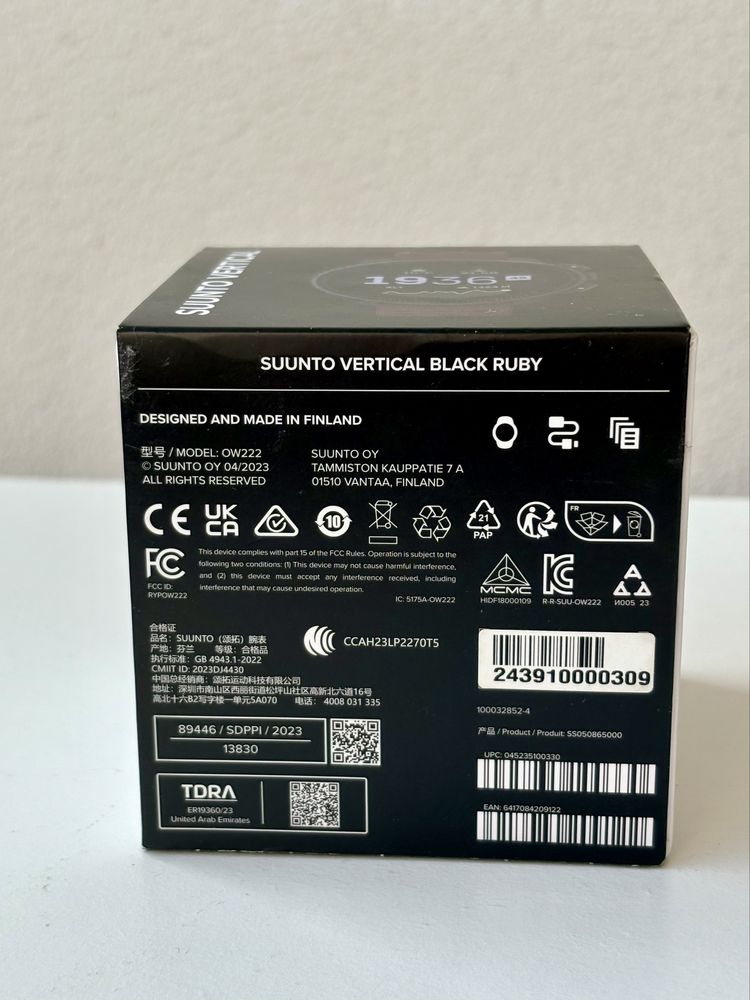 SUUNTO VERTICAL
1936
SUUNTO VERTICAL BLACK RUBY
DESIGNED AND MADE IN FINLAND
型号 / MODEL: OW222
© SUUNTO OY 04/2023
ALL RIGHTS RESERVED
SUUNTO OY
TAMMISTON KAUPPATIE 7 A
01510 VANTAA, FINLAND
CE
UK
CA
10
21
PAP
FR
FC
FCC ID:
RYPOW222
This device complies with part 15 of the FCC Rules. Operation is subject to the
following two conditions: (1) This device may not cause harmful interference,
and (2) this device must accept any interference received, including
interference that may cause undesired operation.
IC: 5175A-OW222
MCMC
HIDF18000109
R-R-SUU-OW222
И005 23
合格证
品名: SUUNTO (颂拓) 腕表
产地: 芬兰 等级: 合格品
执行标准: GB 4943.1-2022
CMIIT ID: 2023DJ4430
中国总经销商: 颂拓运动科技有限公司
地址: 深圳市南山区西丽街道松坪山社区高新北六道16号
高北十六B2写字楼一单元5A070 电话: 4008 031 335
CCAH23LP2270T5
243910000309
100032852-4
产品 / Product / Produit: SS050865000
UPC: 045235100330
EAN: 6417084209122
89446 / SDPPI / 2023
13830
TDRA
ER19360/23
United Arab Emirates